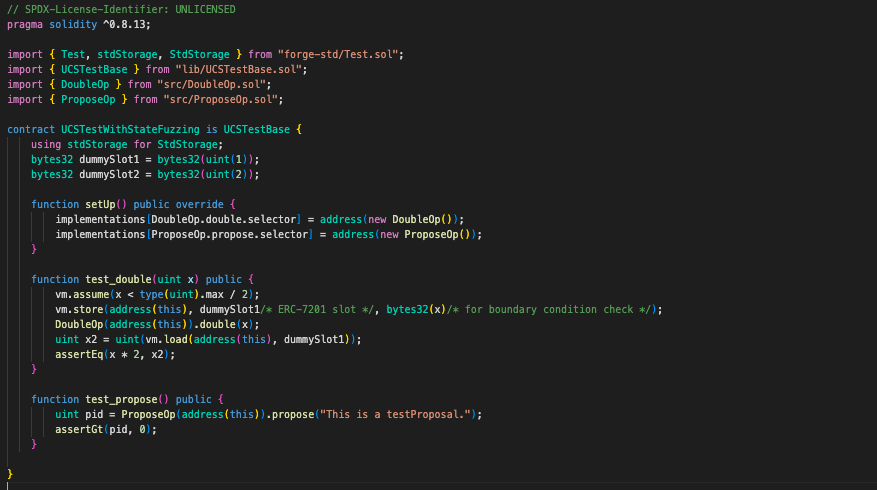 // SPDX-License-Identifier: UNLICENSED
pragma solidity ^0.8.13;

import { Test, stdStorage, StdStorage } from "forge-std/Test.sol";
import { UCSTestBase } from "lib/UCSTestBase.sol";
import { DoubleOp } from "src/DoubleOp.sol";
import { ProposeOp } from "src/ProposeOp.sol";

contract UCSTestWithStateFuzzing is UCSTestBase {
    using stdStorage for StdStorage;
    bytes32 dummySlot1 = bytes32(uint(1));
    bytes32 dummySlot2 = bytes32(uint(2));

    function setUp() public override {
        implementations[DoubleOp.double.selector] = address(new DoubleOp());
        implementations[ProposeOp.propose.selector] = address(new ProposeOp());
    }

    function test_double(uint x) public {
        vm.assume(x < type(uint).max / 2);
        vm.store(address(this), dummySlot1/* ERC-7201 slot */, bytes32(x)/* for boundary condition check */);
        DoubleOp(address(this)).double(x);
        uint x2 = uint(vm.load(address(this), dummySlot1));
        assertEq(x * 2, x2);
    }

    function test_propose() public {
        uint pid = ProposeOp(address(this)).propose("This is a testProposal.");
        assertGt(pid, 0);
    }

}